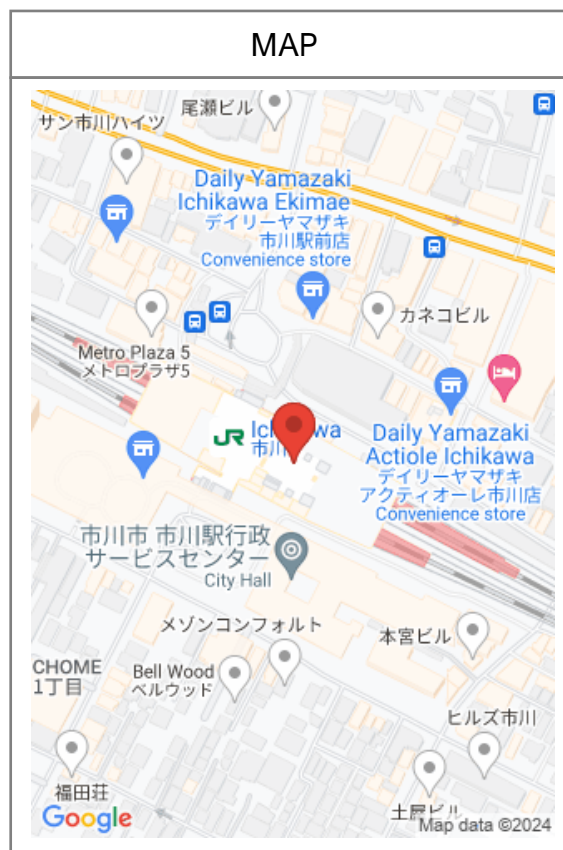 MAP
尾瀬ビル
サン市川ハイツ
Daily Yamazaki
Ichikawa Ekimae
デイリーヤマザキ
市川駅前店
Convenience store
カネコビル
Metro Plaza 5
メトロプラザ5
JR
市川
Daily Yamazaki
Actiole Ichikawa
デイリーヤマザキ
アクティオーレ市川店
Convenience store
市川市 市川駅行政
サービスセンター
City Hall
メゾンコンフォルト
本宮ビル
CHOME
1丁目
Bell Wood
ベルウッド
ヒルズ市川
福田荘
土屋ビル
Google
Map data ©2024